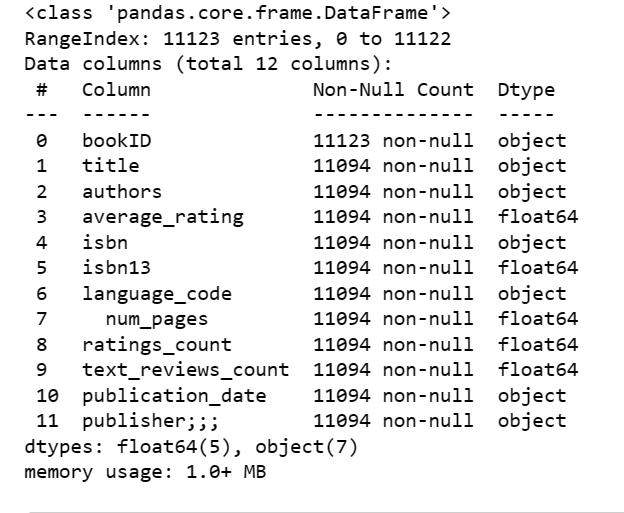 <class 'pandas.core.frame.DataFrame'>
RangeIndex: 11123 entries, 0 to 11122
Data columns (total 12 columns):
 #   Column              Non-Null Count  Dtype
---  ------              --------------  -----
 0   bookID              11123 non-null  object
 1   title               11094 non-null  object
 2   authors             11094 non-null  object
 3   average_rating      11094 non-null  float64
 4   isbn                11094 non-null  object
 5   isbn13              11094 non-null  float64
 6   language_code       11094 non-null  object
 7     num_pages         11094 non-null  float64
 8   ratings_count       11094 non-null  float64
 9   text_reviews_count  11094 non-null  float64
 10  publication_date    11094 non-null  object
 11  publisher;;;        11094 non-null  object
dtypes: float64(5), object(7)
memory usage: 1.0+ MB